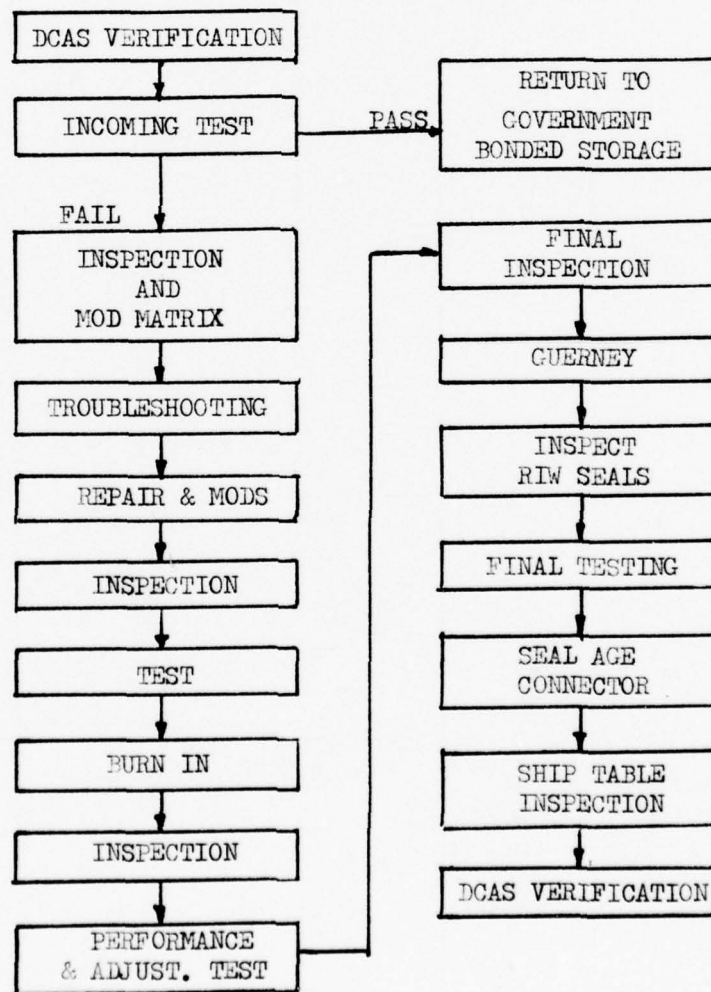 DCAS VERIFICATION
INCOMING TEST
PASS
RETURN TO
GOVERNMENT
BONDED STORAGE
FAIL
INSPECTION
AND
MOD MATRIX
TROUBLESHOOTING
REPAIR & MODS
INSPECTION
TEST
BURN IN
INSPECTION
PERFORMANCE
& ADJUST. TEST
FINAL
INSPECTION
GUERNEY
INSPECT
RIW SEALS
FINAL TESTING
SEAL AGE
CONNECTOR
SHIP TABLE
INSPECTION
DCAS VERIFICATION